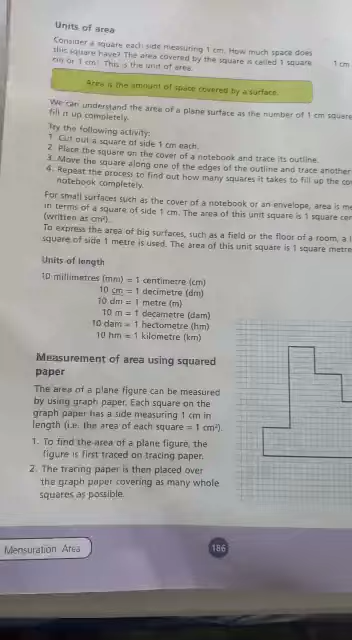 Units of area
Consider a square each side measuring 1 cm. How much space does
this square have? The area covered by the square is called 1 square
cm or 1 cm². This is the unit of area.
1 cm
Area is the amount of space covered by a surface.
We can understand the area of a plane surface as the number of 1 cm square
fill it up completely.
Try the following activity:
1. Cut out a square of side 1 cm each.
2. Place the square on the cover of a notebook and trace its outline.
3. Move the square along one of the edges of the outline and trace another
4. Repeat the process to find out how many squares it takes to fill up the co
notebook completely.
For small surfaces such as the cover of a notebook or an envelope, area is me
in terms of a square of side 1 cm. The area of this unit square is 1 square cen
(written as cm²).
To express the area of big surfaces, such as a field or the floor of a room, a l
square of side 1 metre is used. The area of this unit square is 1 square metre
Units of length
10 millimetres (mm) = 1 centimetre (cm)
10 cm = 1 decimetre (dm)
10 dm = 1 metre (m)
10 m = 1 decametre (dam)
10 dam = 1 hectometre (hm)
10 hm = 1 kilometre (km)
Measurement of area using squared
paper
The area of a plane figure can be measured
by using graph paper. Each square on the
graph paper has a side measuring 1 cm in
length (i.e. the area of each square = 1 cm²).
1. To find the area of a plane figure, the
figure is first traced on tracing paper.
2. The tracing paper is then placed over
the graph paper covering as many whole
squares as possible.
Mensuration Area
186